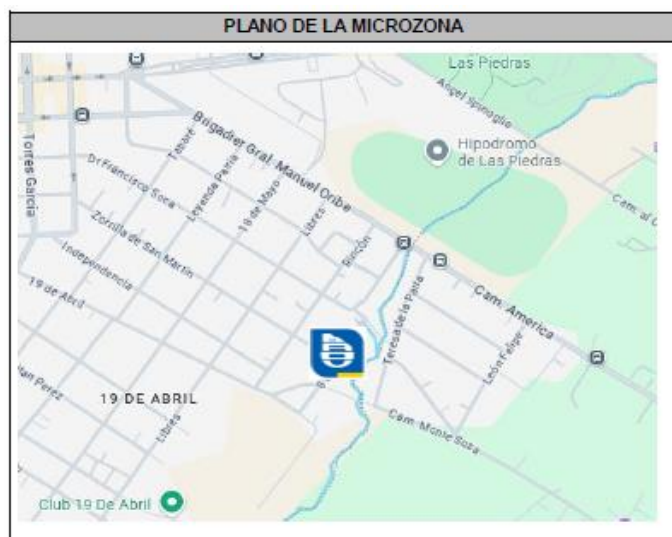 PLANO DE LA MICROZONA
Las Piedras
Angel Spinoglio
Brigadier Gral. Manuel Oribe
Hipodromo
de Las Piedras
Torres García
Tabaré
Dr Francisco Soca
Leyenda Patria
18 de Mayo
Libres
Zorrilla de San Martín
Rincón
Independencia
19 de Abril
Cam. America
Teresa de la Parra
León Felipe
19 DE ABRIL
Libres
Cam. Monte Sosa
Club 19 De Abril